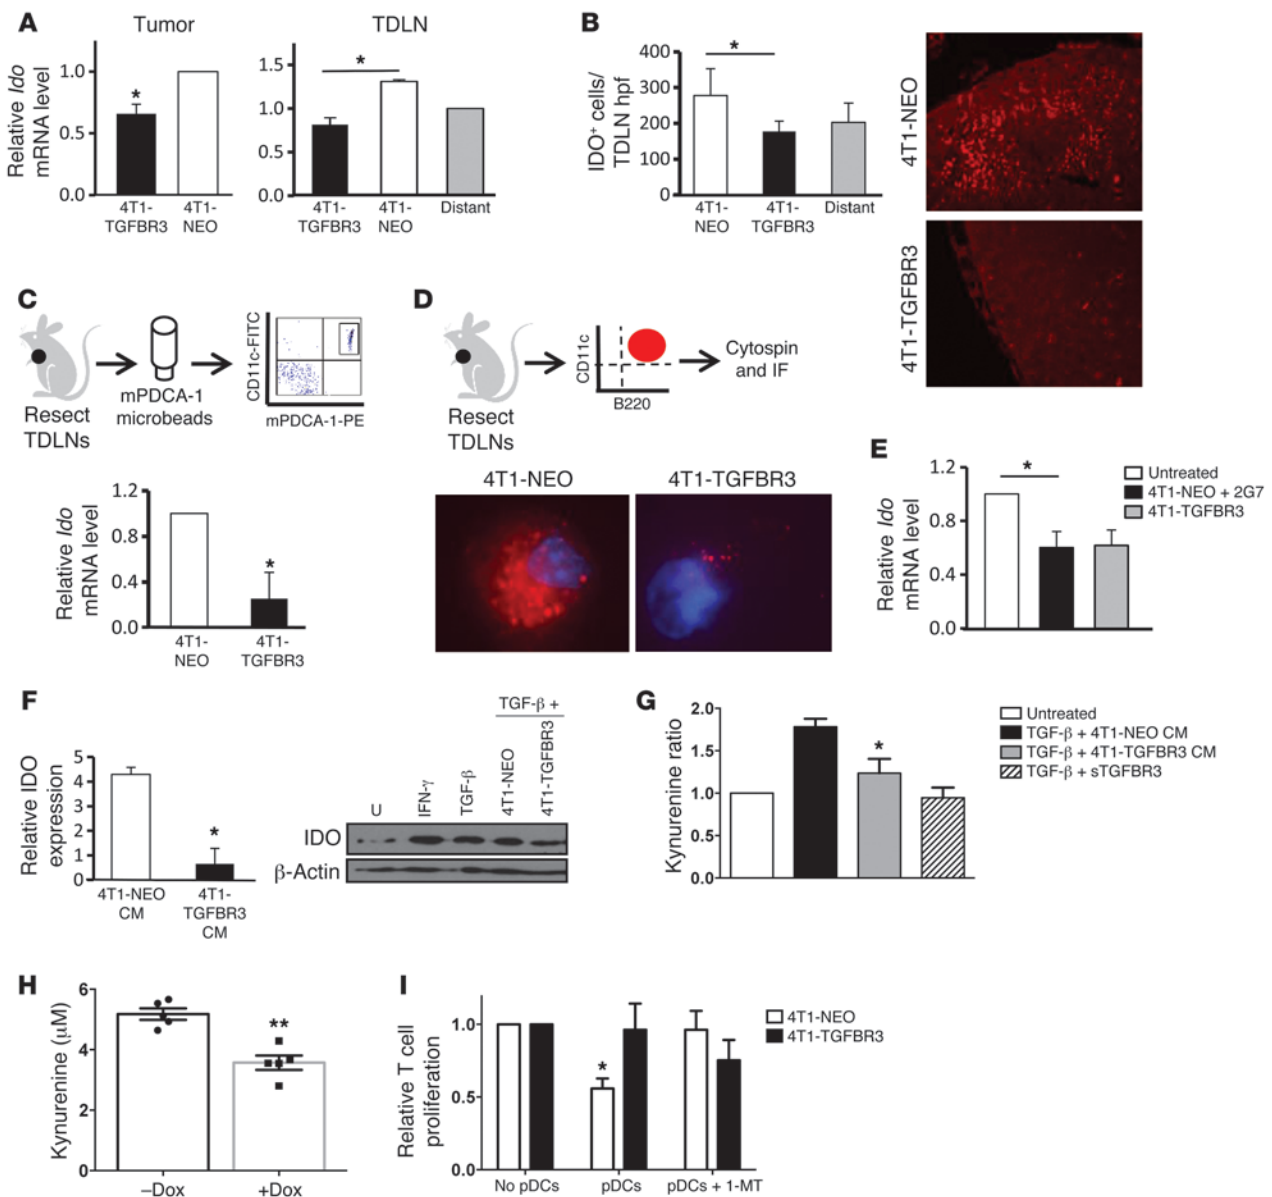 A
Tumor
TDLN
Relative Ido
mRNA level
1.0
0.5
0.0
*
4T1-
TGFBR3
4T1-
NEO
1.5
1.0
0.5
0.0
*
4T1-
TGFBR3
4T1-
NEO
Distant
B
IDO+ cells/
TDLN hpf
400
300
200
100
0
*
4T1-
NEO
4T1-
TGFBR3
Distant
4T1-NEO
4T1-TGFBR3
C
Resect
TDLNs
mPDCA-1
microbeads
CD11c-FITC
mPDCA-1-PE
Relative Ido
mRNA level
1.2
0.8
0.4
0.0
*
4T1-
NEO
4T1-
TGFBR3
D
Resect
TDLNs
CD11c
B220
Cytospin
and IF
4T1-NEO
4T1-TGFBR3
E
Relative Ido
mRNA level
1.2
0.8
0.4
0.0
*
Untreated
4T1-NEO + 2G7
4T1-TGFBR3
F
Relative IDO
expression
5
4
3
2
1
0
*
4T1-NEO
CM
4T1-
TGFBR3
CM
TGF-β +
U
IFN-γ
TGF-β
4T1-NEO
4T1-TGFBR3
IDO
β-Actin
G
Kynurenine ratio
2.0
1.5
1.0
0.5
0.0
*
Untreated
TGF-β + 4T1-NEO CM
TGF-β + 4T1-TGFBR3 CM
TGF-β + sTGFBR3
H
Kynurenine (μM)
6
4
2
0
**
–Dox
+Dox
I
Relative T cell
proliferation
1.0
0.5
0.0
*
No pDCs
pDCs
pDCs + 1-MT
4T1-NEO
4T1-TGFBR3